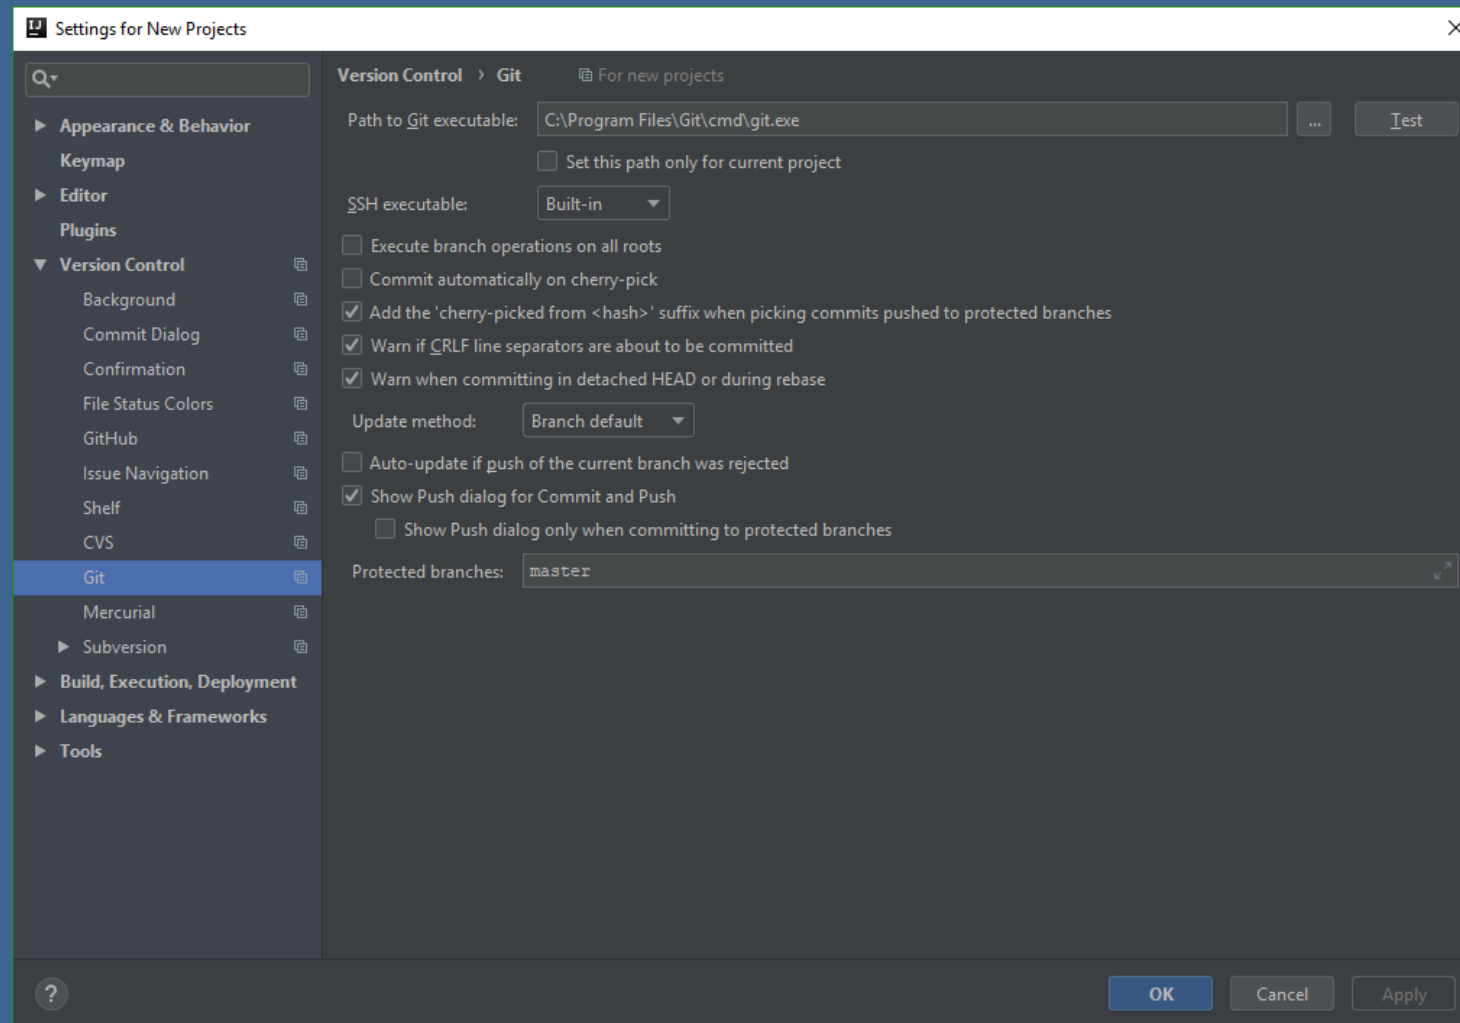 Settings for New Projects
Appearance & Behavior
Keymap
Editor
Plugins
Version Control
Background
Commit Dialog
Confirmation
File Status Colors
GitHub
Issue Navigation
Shelf
CVS
Git
Mercurial
Subversion
Build, Execution, Deployment
Languages & Frameworks
Tools
Version Control › Git For new projects
Path to Git executable: C:\Program Files\Git\cmd\git.exe ... Test
Set this path only for current project
SSH executable: Built-in
Execute branch operations on all roots
Commit automatically on cherry-pick
Add the 'cherry-picked from <hash>' suffix when picking commits pushed to protected branches
Warn if CRLF line separators are about to be committed
Warn when committing in detached HEAD or during rebase
Update method: Branch default
Auto-update if push of the current branch was rejected
Show Push dialog for Commit and Push
Show Push dialog only when committing to protected branches
Protected branches: master
? OK Cancel Apply